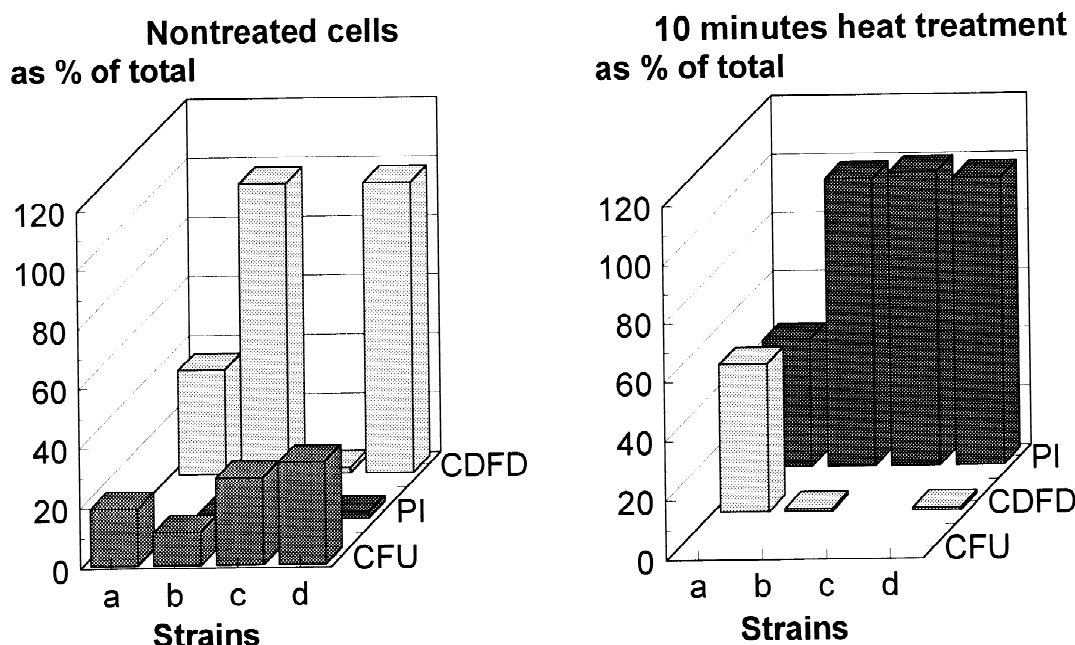 Nontreated cells
as % of total
120
100
80
60
40
20
0
CDFD
PI
CFU
a b c d
Strains
10 minutes heat treatment
as % of total
120
100
80
60
40
20
0
PI
CDFD
CFU
a b c d
Strains